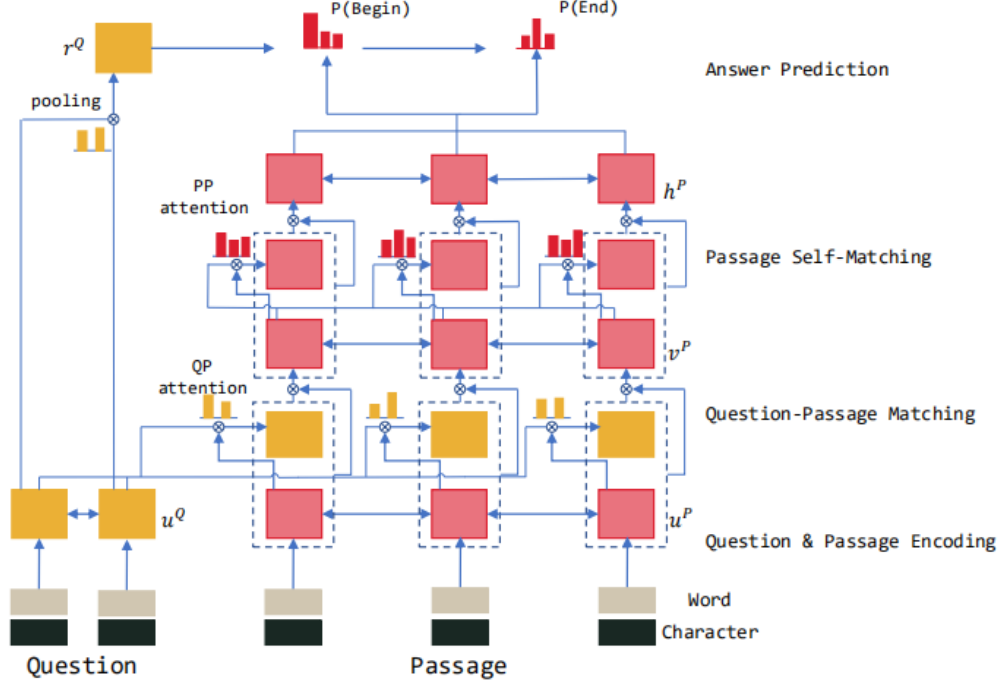 P(Begin)
P(End)
r^Q
Answer Prediction
pooling
PP
attention
h^P
Passage Self-Matching
v^P
QP
attention
Question-Passage Matching
u^Q
u^P
Question & Passage Encoding
Word
Character
Question
Passage